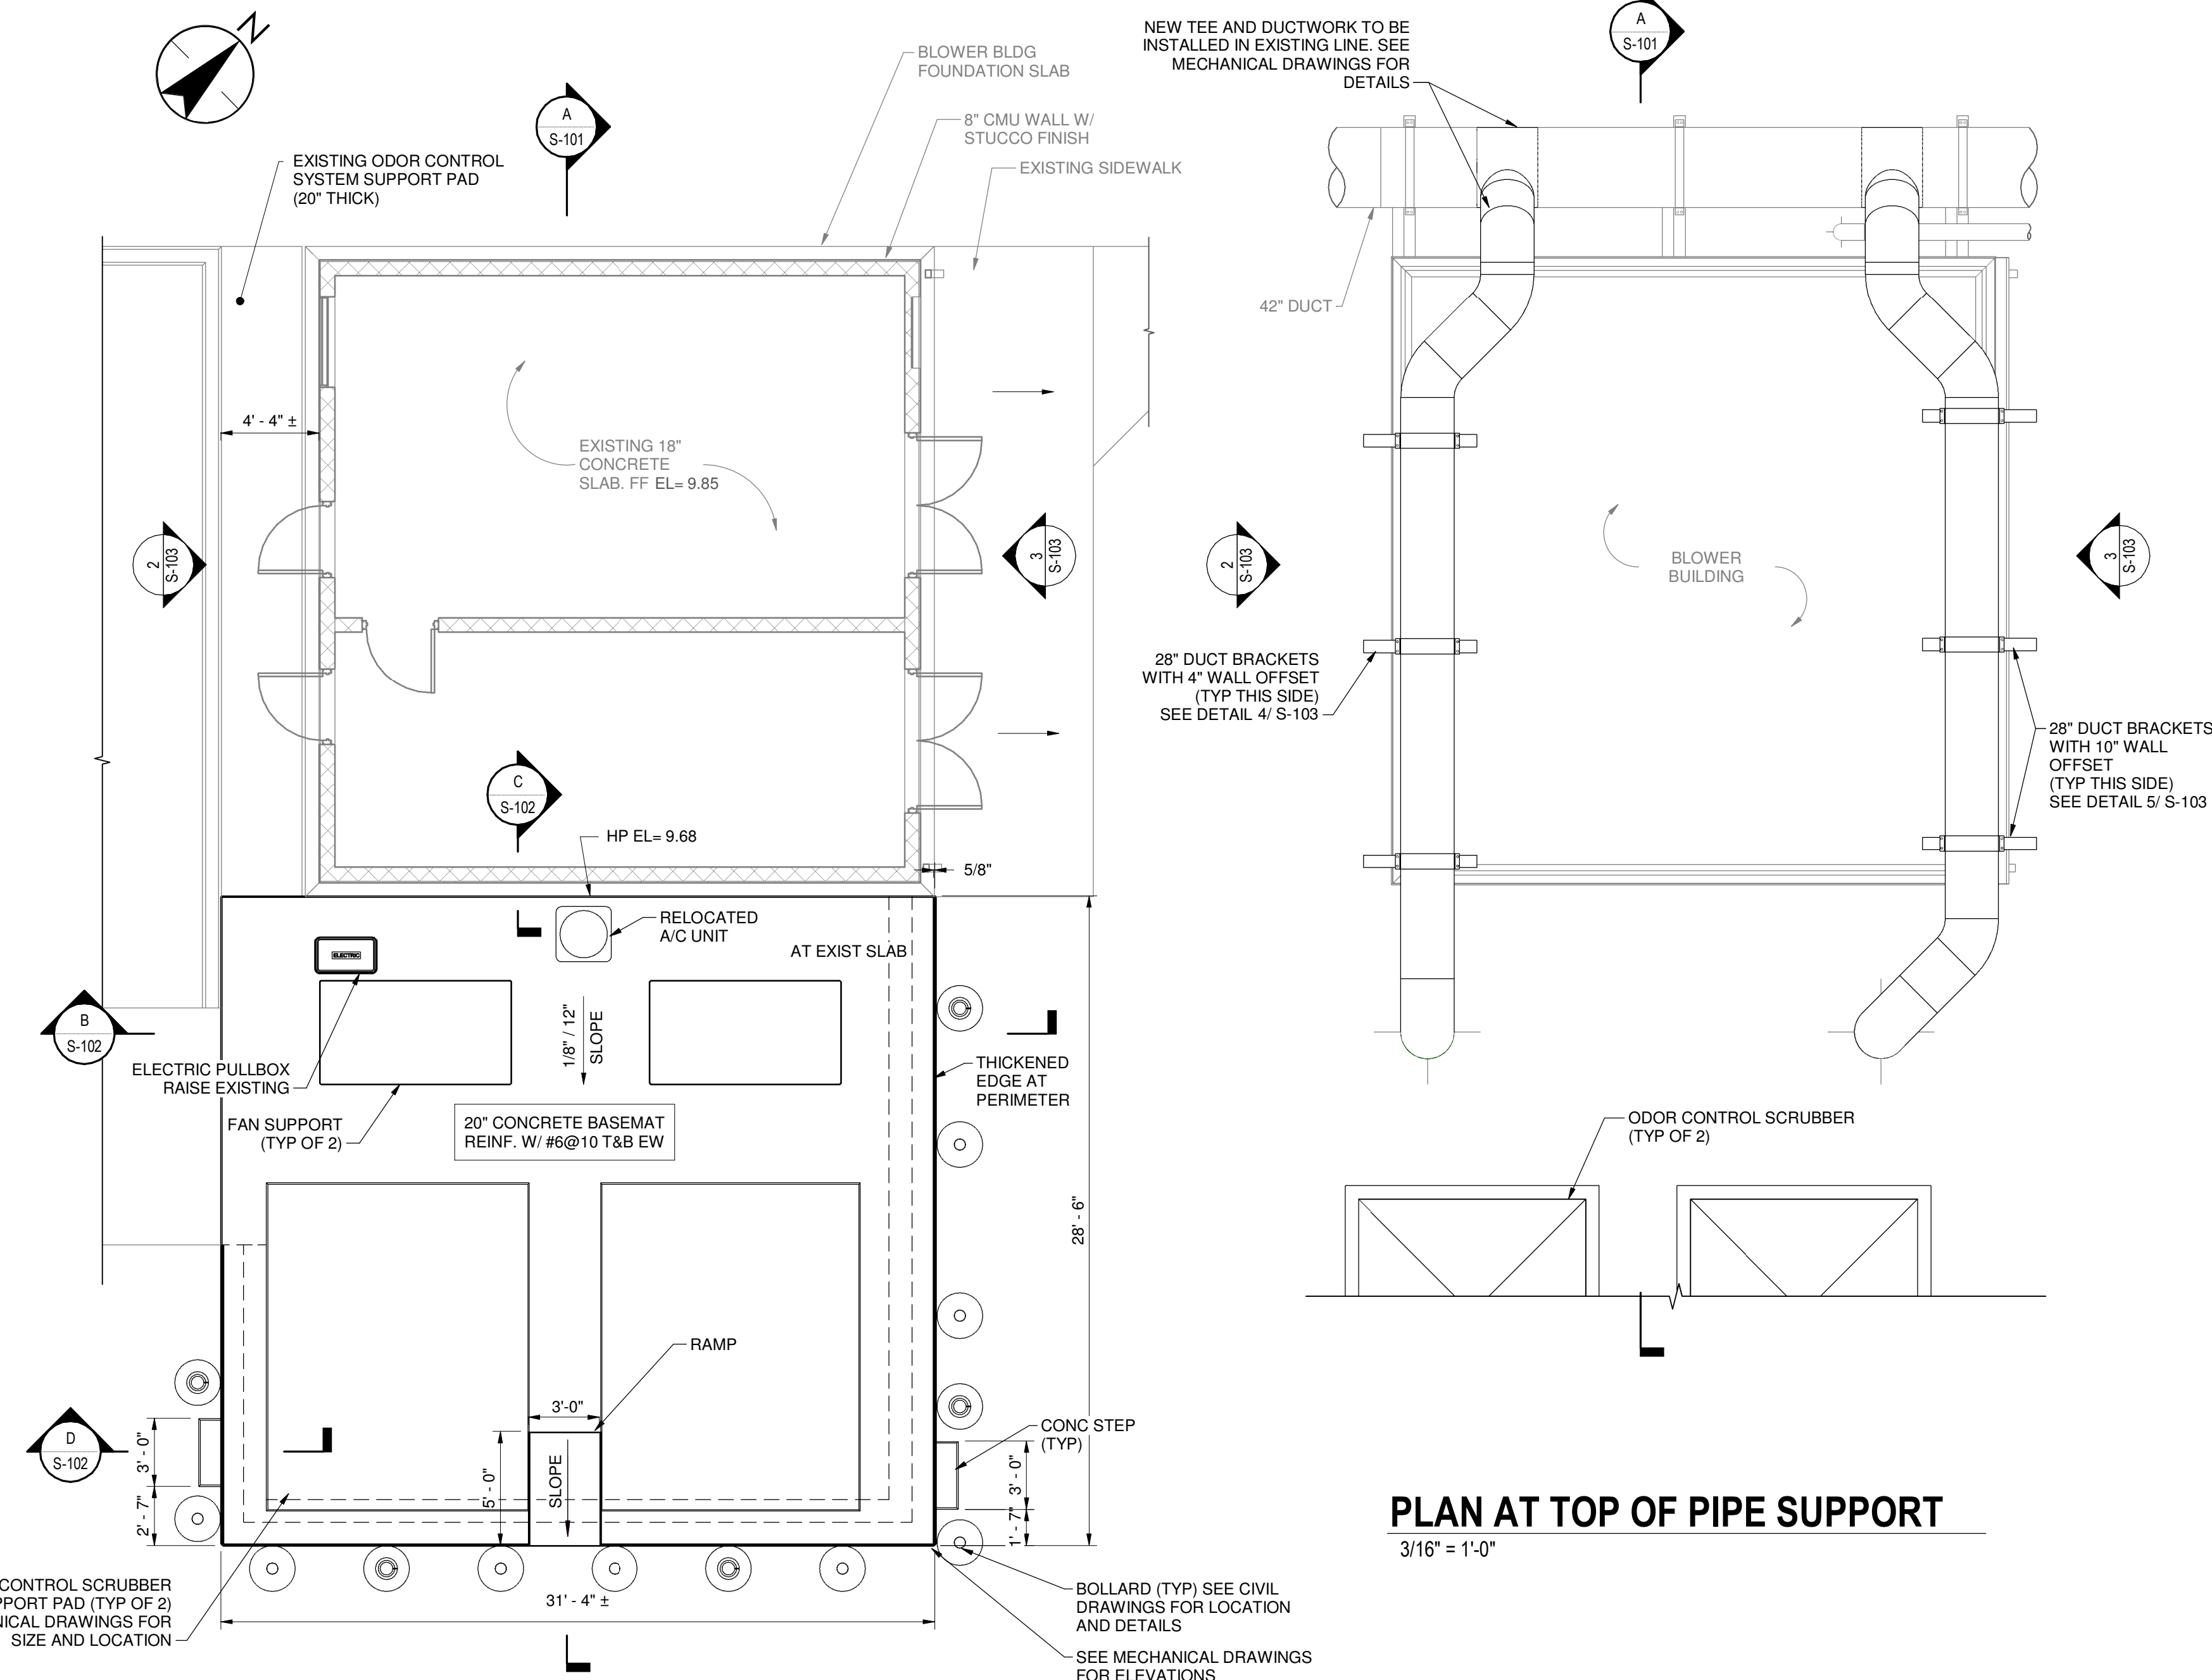 N
A
S-101
EXISTING ODOR CONTROL
SYSTEM SUPPORT PAD
(20" THICK)
BLOWER BLDG
FOUNDATION SLAB
8" CMU WALL W/
STUCCO FINISH
EXISTING SIDEWALK
4' - 4" ±
EXISTING 18"
CONCRETE
SLAB. FF EL= 9.85
2
S-103
3
S-103
C
S-102
HP EL= 9.68
5/8"
RELOCATED
A/C UNIT
AT EXIST SLAB
ELECTRIC
B
S-102
1/8" / 12"
SLOPE
ELECTRIC PULLBOX
RAISE EXISTING
THICKENED
EDGE AT
PERIMETER
FAN SUPPORT
(TYP OF 2)
20" CONCRETE BASEMAT
REINF. W/ #6@10 T&B EW
28' - 6"
RAMP
3'-0"
CONC STEP
(TYP)
D
S-102
3' - 0"
2' - 7"
5' - 0"
SLOPE
3' - 0"
1' - 7"
31' - 4" ±
CONTROL SCRUBBER
PPORT PAD (TYP OF 2)
NICAL DRAWINGS FOR
SIZE AND LOCATION
BOLLARD (TYP) SEE CIVIL
DRAWINGS FOR LOCATION
AND DETAILS
SEE MECHANICAL DRAWINGS
FOR ELEVATIONS
NEW TEE AND DUCTWORK TO BE
INSTALLED IN EXISTING LINE. SEE
MECHANICAL DRAWINGS FOR
DETAILS
A
S-101
42" DUCT
2
S-103
BLOWER
BUILDING
3
S-103
28" DUCT BRACKETS
WITH 4" WALL OFFSET
(TYP THIS SIDE)
SEE DETAIL 4/ S-103
28" DUCT BRACKETS
WITH 10" WALL
OFFSET
(TYP THIS SIDE)
SEE DETAIL 5/ S-103
ODOR CONTROL SCRUBBER
(TYP OF 2)
PLAN AT TOP OF PIPE SUPPORT
3/16" = 1'-0"